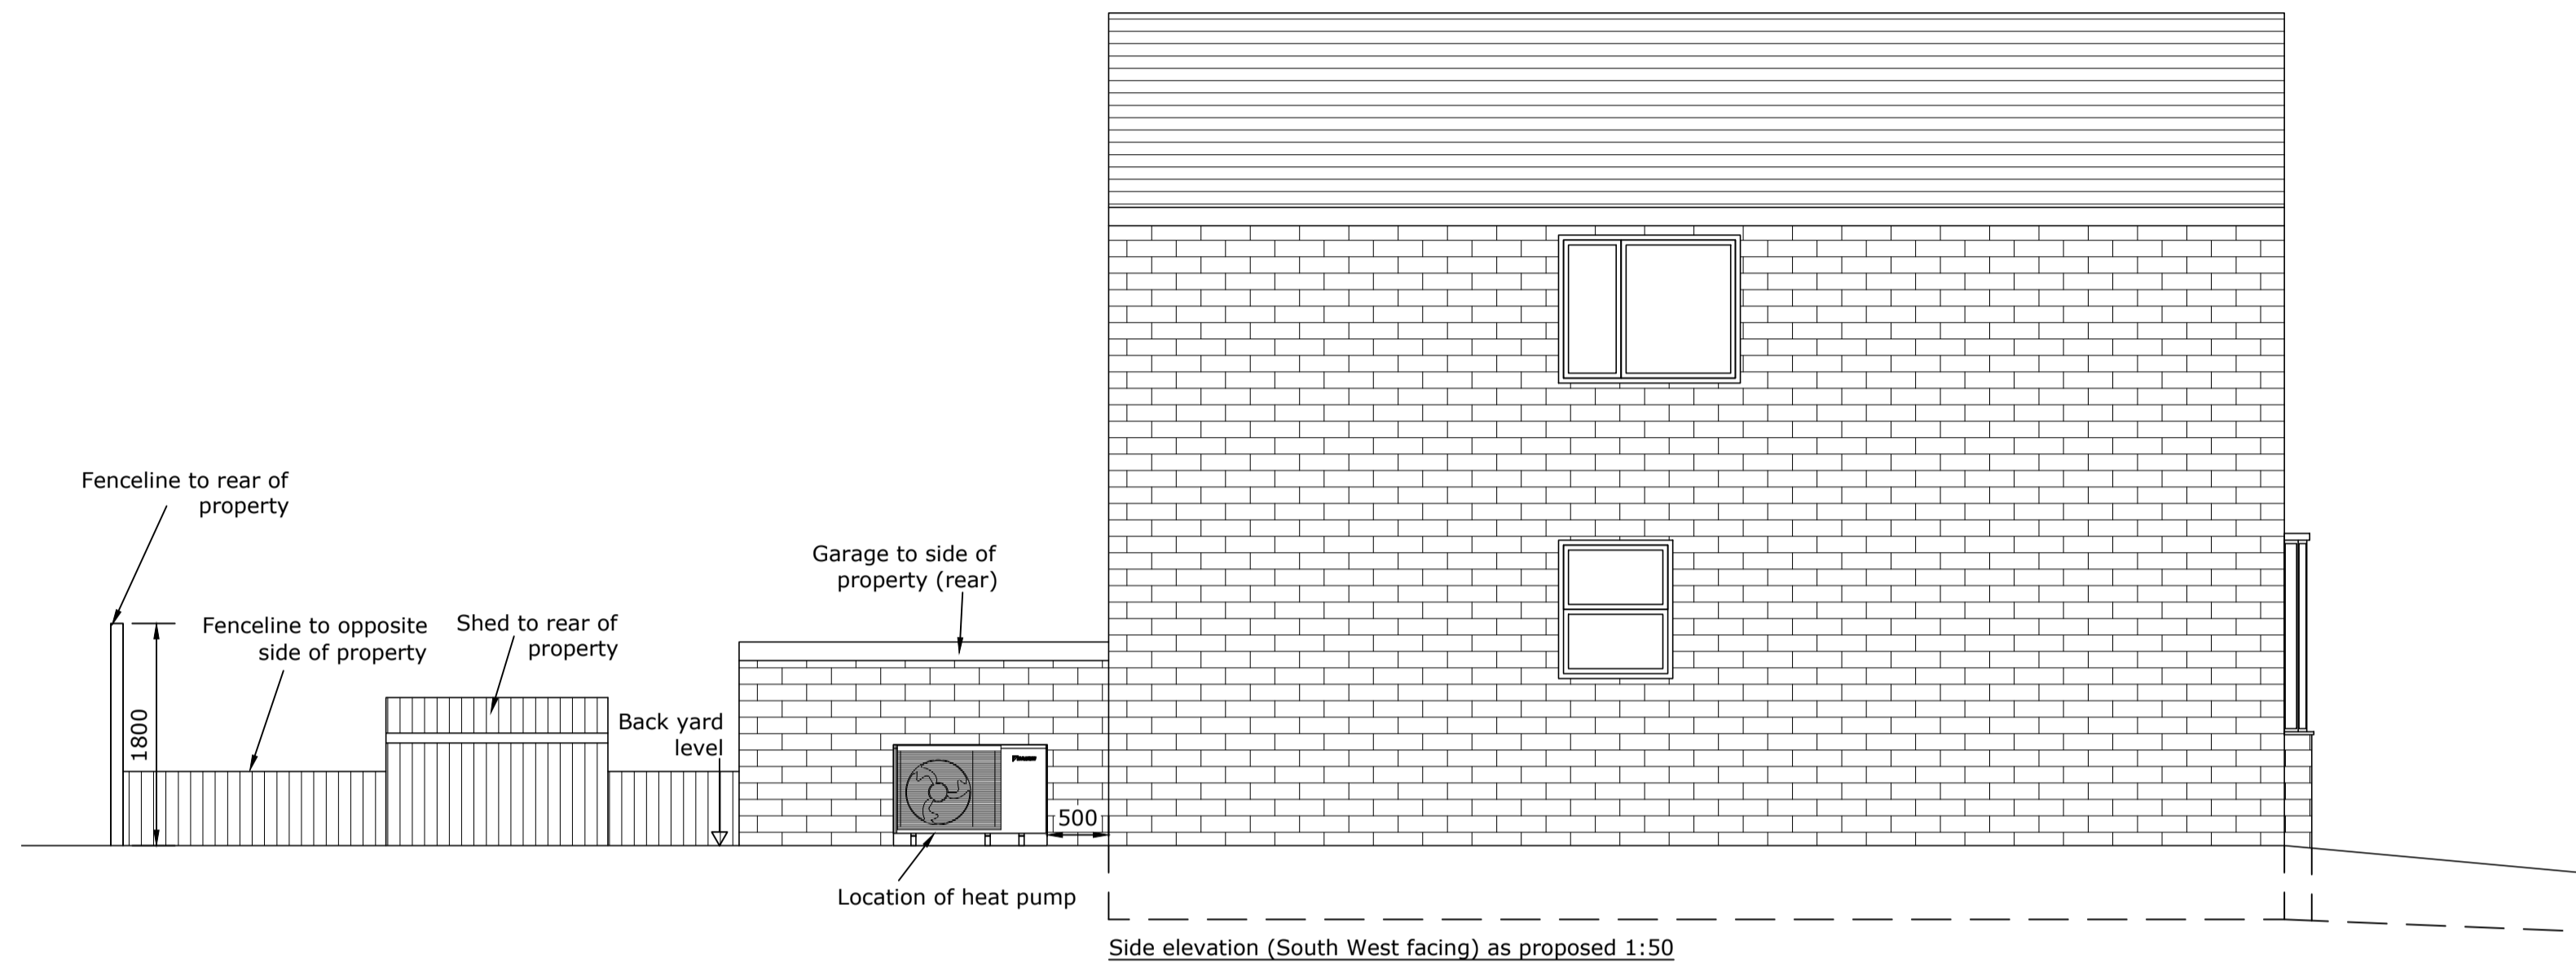 Fenceline to rear of
property
Fenceline to opposite
side of property
Shed to rear of
property
Garage to side of
property (rear)
Back yard
level
1800
500
Location of heat pump
Side elevation (South West facing) as proposed 1:50